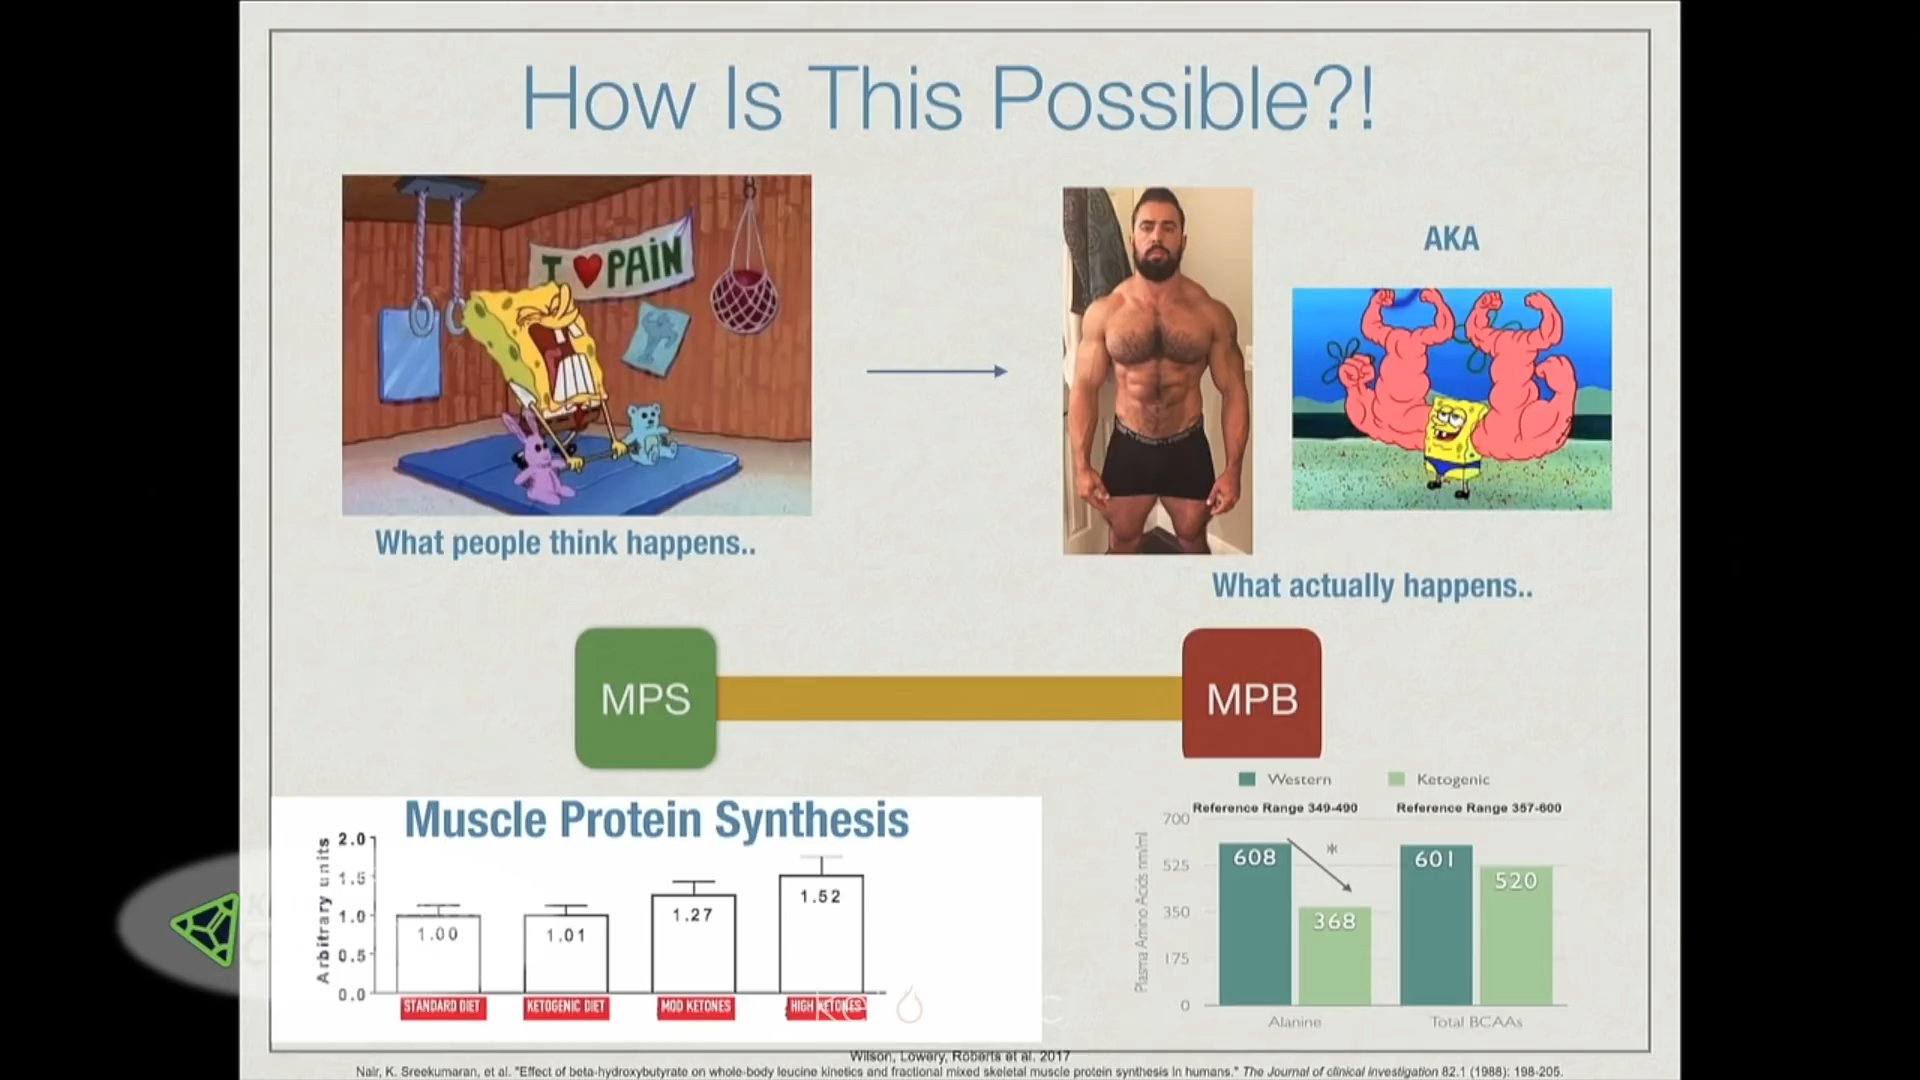 How Is This Possible?!
I ♥ PAIN
AKA
What people think happens..
What actually happens..
MPS
MPB
Western
Ketogenic
Reference Range 349-490
Reference Range 357-600
Muscle Protein Synthesis
Arbitrary units
2.0
1.5
1.0
0.5
0.0
1.00
1.01
1.27
1.52
STANDARD DIET
KETOGENIC DIET
MOD KETONES
HIGH KETONES
Plasma Amino Acids nm/ml
700
525
350
175
0
608
*
368
601
520
Alanine
Total BCAAs
Wilson, Lowery, Roberts et al. 2017
Nair, K. Sreekumaran, et al. "Effect of beta-hydroxybutyrate on whole-body leucine kinetics and fractional mixed skeletal muscle protein synthesis in humans." The Journal of clinical investigation 82.1 (1988): 198-205.